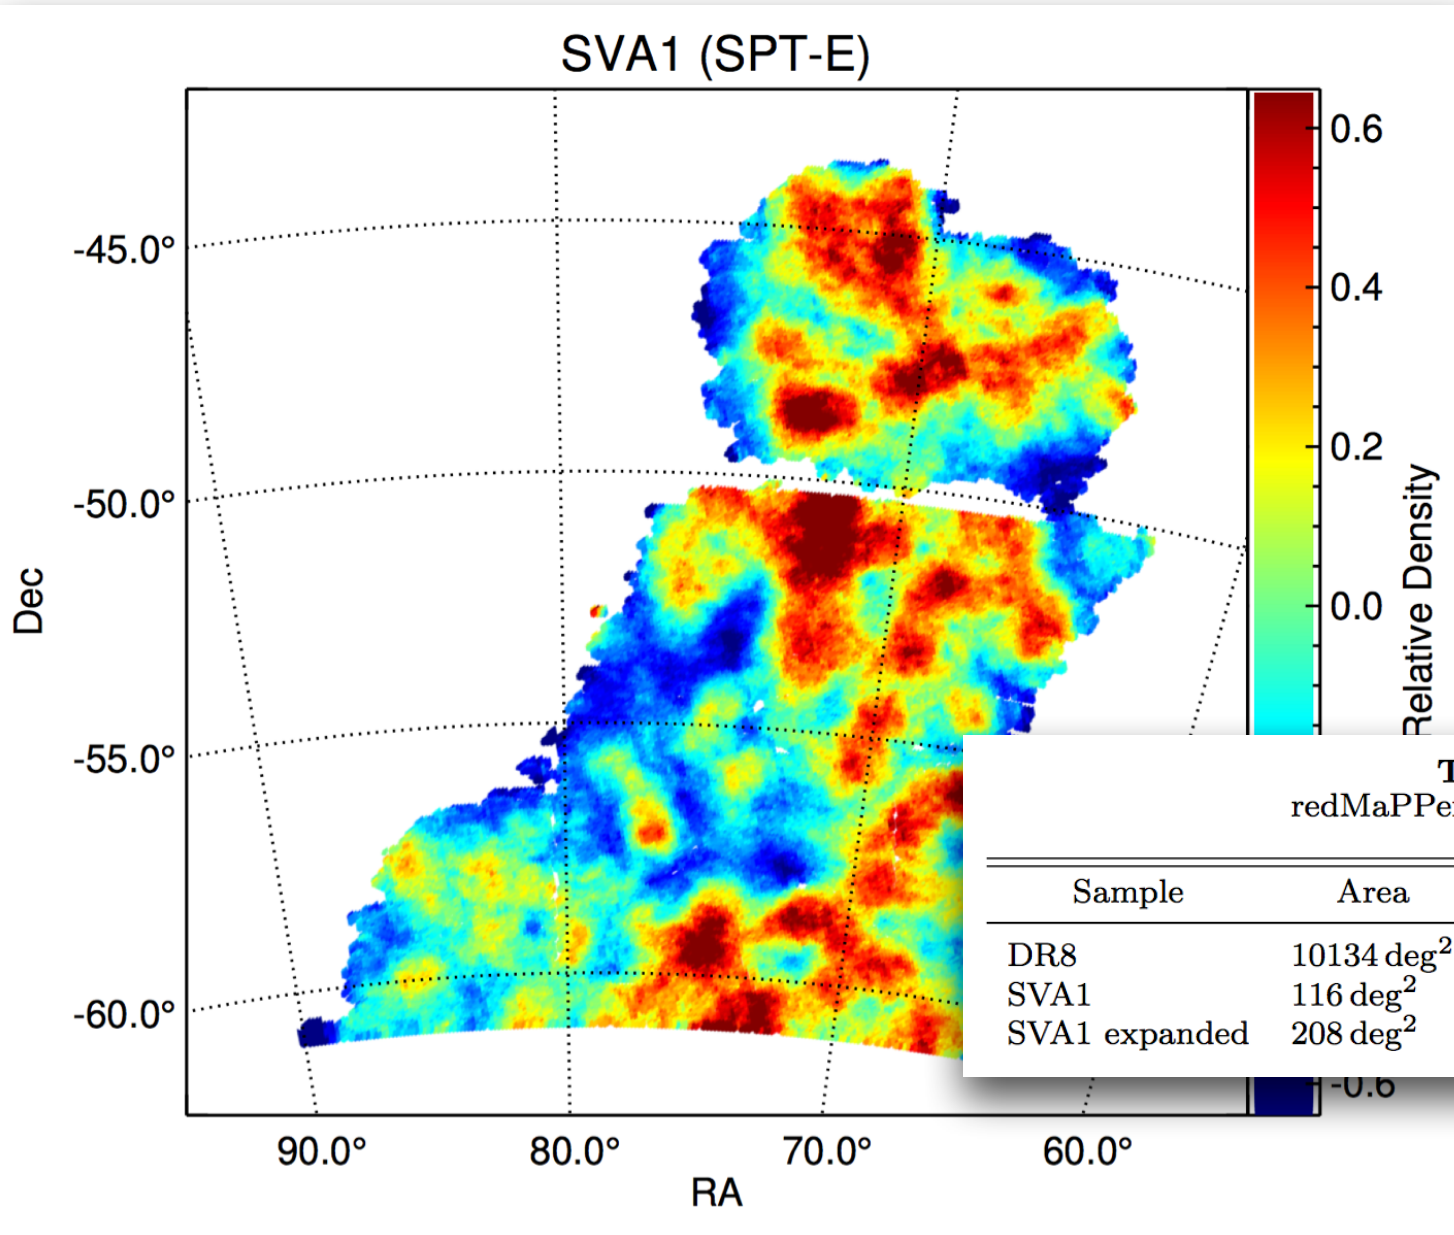 SVA1 (SPT-E)
0.6
0.4
0.2
0.0
-0.6
Relative Density
-45.0°
-50.0°
-55.0°
-60.0°
Dec
90.0°
80.0°
70.0°
60.0°
RA
T
redMaPPe
Sample Area
DR8 10134 deg²
SVA1 116 deg²
SVA1 expanded 208 deg²